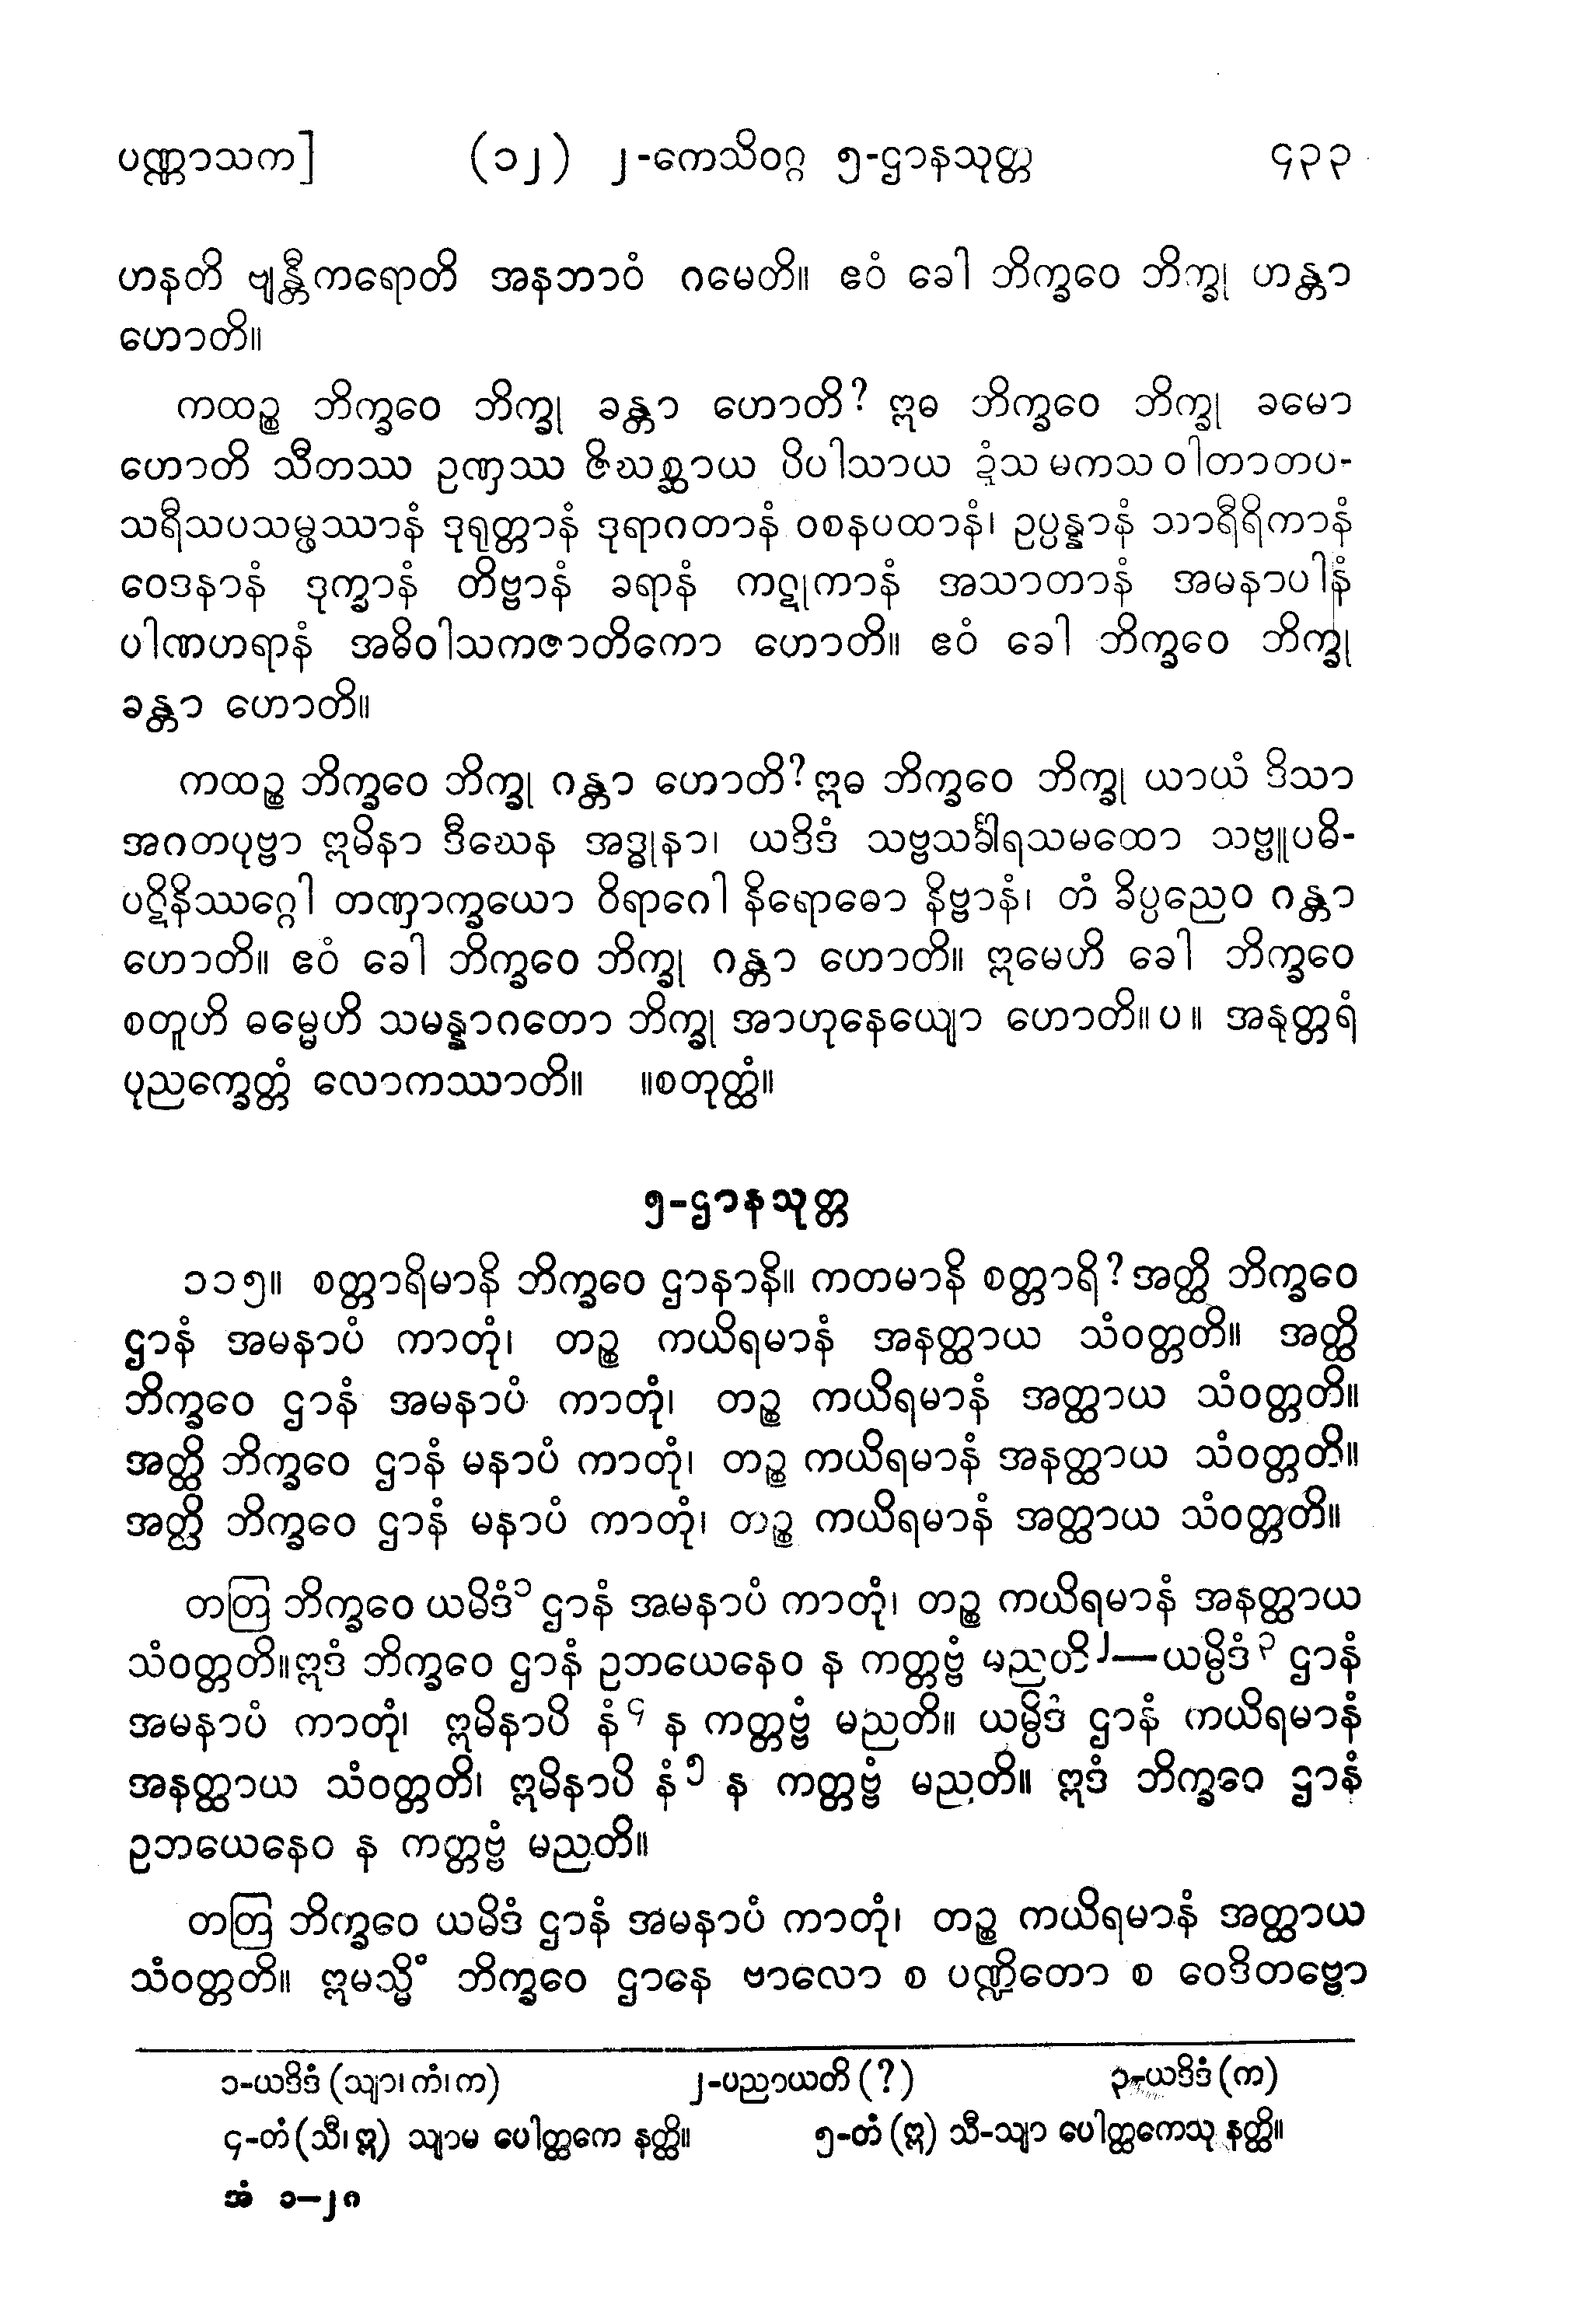 ပဏ္ဏာသက]	(၁၂) ၂-ကေသိဝဂ္ဂ ၅-ဌာနသုတ္တ	၄၃၃
ဟနတိ ဗျန္တီကရောတိ အနဘာဝံ ဂမေတိ။ ဧဝံ ခေါ ဘိက္ခဝေ ဘိက္ခု ဟန္တာ
ဟောတိ။
ကထဉ္စ ဘိက္ခဝေ ဘိက္ခု ခန္တာ ဟောတိ? ဣဓ ဘိက္ခဝေ ဘိက္ခု ခမော
ဟောတိ သီတဿ ဥဏှဿ ဇိဃစ္ဆာယ ပိပါသာယ ဍံသ မကသ ဝါတာတပ-
သရီသပသမ္ဖဿာနံ ဒုရုတ္တာနံ ဒုရာဂတာနံ ဝစနပထာနံ၊ ဥပ္ပန္နာနံ သာရီရိကာနံ
ဝေဒနာနံ ဒုက္ခာနံ တိဗ္ဗာနံ ခရာနံ ကဋုကာနံ အသာတာနံ အမနာပါနံ
ပါဏဟရာနံ အဓိဝါသကဇာတိကော ဟောတိ။ ဧဝံ ခေါ ဘိက္ခဝေ ဘိက္ခု
ခန္တာ ဟောတိ။
ကထဉ္စ ဘိက္ခဝေ ဘိက္ခု ဂန္တာ ဟောတိ? ဣဓ ဘိက္ခဝေ ဘိက္ခု ယာယံ ဒိသာ
အဂတပုဗ္ဗာ ဣမိနာ ဒီဃေန အဒ္ဓုနာ၊ ယဒိဒံ သဗ္ဗသင်္ခါရသမထော သဗ္ဗူပဓိ-
ပဋိနိဿဂ္ဂေါ တဏှာက္ခယော ဝိရာဂေါ နိရောဓော နိဗ္ဗာနံ၊ တံ ခိပ္ပညေဝ ဂန္တာ
ဟောတိ။ ဧဝံ ခေါ ဘိက္ခဝေ ဘိက္ခု ဂန္တာ ဟောတိ။ ဣမေဟိ ခေါ ဘိက္ခဝေ
စတူဟိ ဓမ္မေဟိ သမန္နာဂတော ဘိက္ခု အာဟုနေယျော ဟောတိ။ ပ။ အနုတ္တရံ
ပုညက္ခေတ္တံ လောကဿာတိ။ ။စတုတ္ထံ။
၅-ဌာနသုတ္တ
၁၁၅။ စတ္တာရိမာနိ ဘိက္ခဝေ ဌာနာနိ။ ကတမာနိ စတ္တာရိ? အတ္ထိ ဘိက္ခဝေ
ဌာနံ အမနာပံ ကာတုံ၊ တဉ္စ ကယိရမာနံ အနတ္ထာယ သံဝတ္တတိ။ အတ္ထိ
ဘိက္ခဝေ ဌာနံ အမနာပံ ကာတုံ၊ တဉ္စ ကယိရမာနံ အတ္ထာယ သံဝတ္တတိ။
အတ္ထိ ဘိက္ခဝေ ဌာနံ မနာပံ ကာတုံ၊ တဉ္စ ကယိရမာနံ အနတ္ထာယ သံဝတ္တတိ။
အတ္ထိ ဘိက္ခဝေ ဌာနံ မနာပံ ကာတုံ၊ တဉ္စ ကယိရမာနံ အတ္ထာယ သံဝတ္တတိ။
တတြ ဘိက္ခဝေ ယမိဒံ၁ ဌာနံ အမနာပံ ကာတုံ၊ တဉ္စ ကယိရမာနံ အနတ္ထာယ
သံဝတ္တတိ။ ဣဒံ ဘိက္ခဝေ ဌာနံ ဥဘယေနေဝ န ကတ္တဗ္ဗံ မညတိ၂—ယမ္ပိဒံ၃ ဌာနံ
အမနာပံ ကာတုံ၊ ဣမိနာပိ နံ၄ န ကတ္တဗ္ဗံ မညတိ။ ယမ္ပိဒံ ဌာနံ ကယိရမာနံ
အနတ္ထာယ သံဝတ္တတိ၊ ဣမိနာပိ နံ၅ န ကတ္တဗ္ဗံ မညတိ။ ဣဒံ ဘိက္ခဝေ ဌာနံ
ဥဘယေနေဝ န ကတ္တဗ္ဗံ မညတိ။
တတြ ဘိက္ခဝေ ယမိဒံ ဌာနံ အမနာပံ ကာတုံ၊ တဉ္စ ကယိရမာနံ အတ္ထာယ
သံဝတ္တတိ။ ဣမသ္မိံ ဘိက္ခဝေ ဌာနေ ဗာလော စ ပဏ္ဍိတော စ ဝေဒိတဗ္ဗော
၁-ယဒိဒံ (သျာ၊ ကံ၊ က)	၂-ပညာယတိ (?)	၃-ယဒိဒံ (က)
၄-တံ (သီ၊ ဣ) သျာမ ပေါတ္ထကေ နတ္ထိ။	၅-တံ (ဣ) သီ-သျာ ပေါတ္ထကေသု နတ္ထိ။
အံ ၁—၂၈